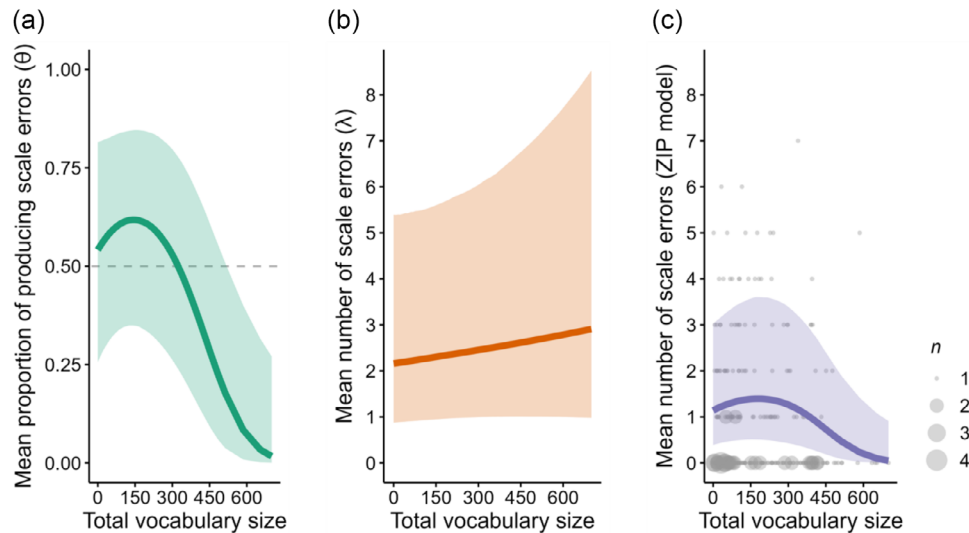 (a)
Mean proportion of producing scale errors (θ)
1.00
0.75
0.50
0.25
0.00
0 150 300 450 600
Total vocabulary size
(b)
Mean number of scale errors (λ)
8
7
6
5
4
3
2
1
0
0 150 300 450 600
Total vocabulary size
(c)
Mean number of scale errors (ZIP model)
8
7
6
5
4
3
2
1
0
0 150 300 450 600
Total vocabulary size
n
1
2
3
4